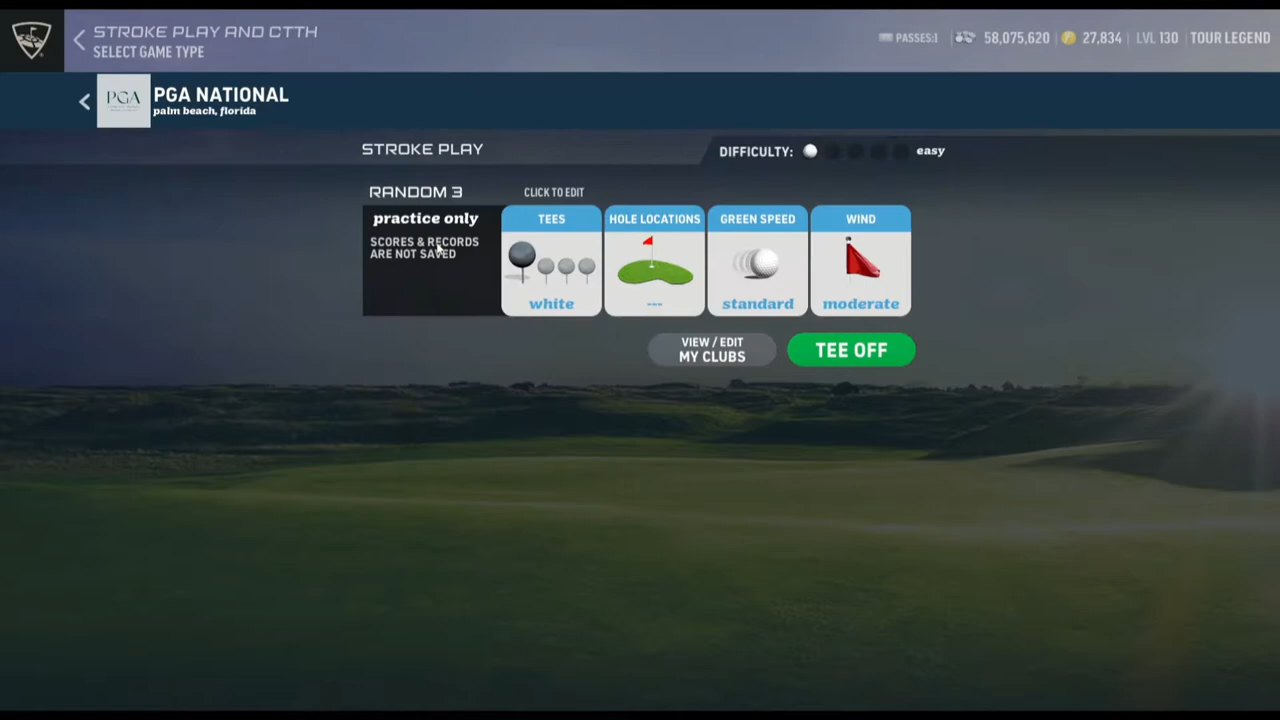 STROKE PLAY AND CTTH
SELECT GAME TYPE
PASSES:1 58,075,620 27,834 LVL 130 TOUR LEGEND
PGA
PGA NATIONAL
palm beach, florida
STROKE PLAY
DIFFICULTY: easy
RANDOM 3 CLICK TO EDIT
practice only
SCORES & RECORDS
ARE NOT SAVED
TEES HOLE LOCATIONS GREEN SPEED WIND
white --- standard moderate
VIEW / EDIT
MY CLUBS
TEE OFF